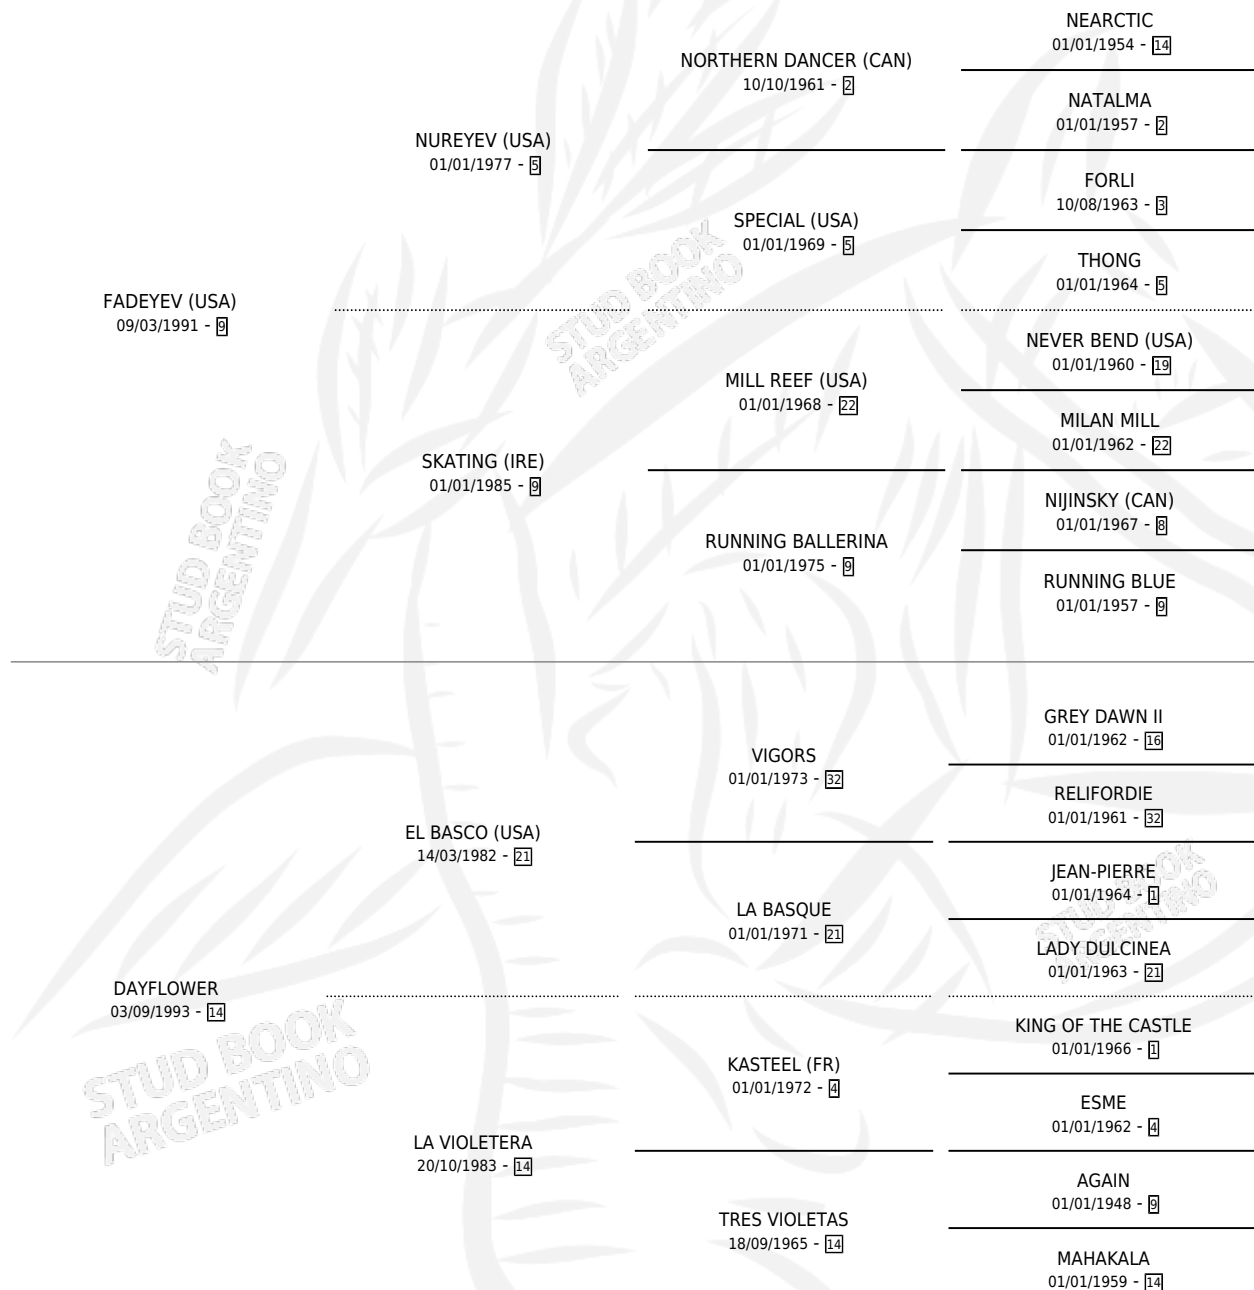 NEARCTIC
01/01/1954 - 14
NORTHERN DANCER (CAN)
10/10/1961 - 2
NATALMA
01/01/1957 - 2
NUREYEV (USA)
01/01/1977 - 5
FORLI
10/08/1963 - 3
SPECIAL (USA)
01/01/1969 - 5
THONG
01/01/1964 - 5
FADEYEV (USA)
09/03/1991 - 9
NEVER BEND (USA)
01/01/1960 - 19
MILL REEF (USA)
01/01/1968 - 22
MILAN MILL
01/01/1962 - 22
SKATING (IRE)
01/01/1985 - 9
NIJINSKY (CAN)
01/01/1967 - 8
RUNNING BALLERINA
01/01/1975 - 9
RUNNING BLUE
01/01/1957 - 9
GREY DAWN II
01/01/1962 - 16
VIGORS
01/01/1973 - 32
RELIFORDIE
01/01/1961 - 32
EL BASCO (USA)
14/03/1982 - 21
JEAN-PIERRE
01/01/1964 - 1
LA BASQUE
01/01/1971 - 21
LADY DULCINEA
01/01/1963 - 21
DAYFLOWER
03/09/1993 - 14
KING OF THE CASTLE
01/01/1966 - 1
KASTEEL (FR)
01/01/1972 - 4
ESME
01/01/1962 - 4
LA VIOLETERA
20/10/1983 - 14
AGAIN
01/01/1948 - 9
TRES VIOLETAS
18/09/1965 - 14
MAHAKALA
01/01/1959 - 14
STUD BOOK
ARGENTINO
STUD BOOK
ARGENTINO
STUD BOOK
ARGENTINO
STUD BOOK
ARGENTINO